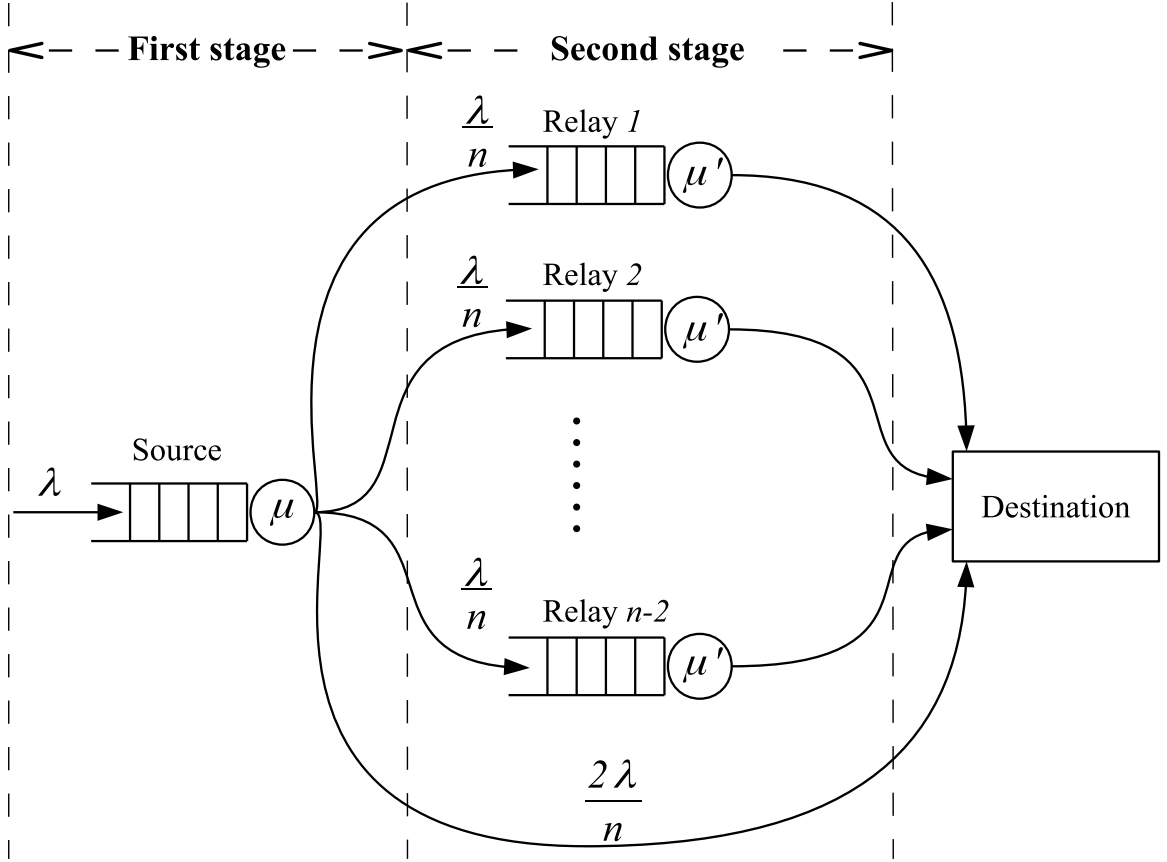 First stage
Second stage
λ
n
Relay 1
μ'
λ
n
Relay 2
μ'
Source
λ
μ
Destination
λ
n
Relay n-2
μ'
2λ
n